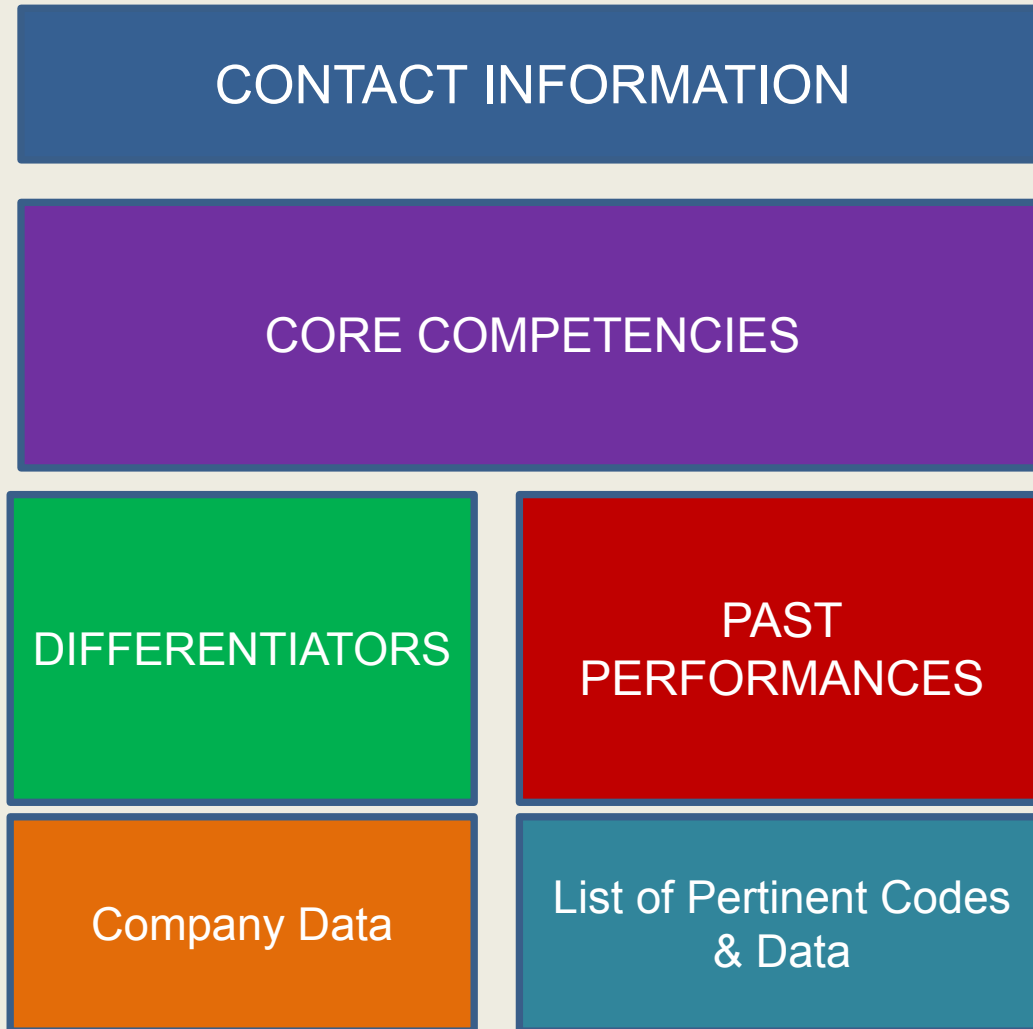 CONTACT INFORMATION
CORE COMPETENCIES
DIFFERENTIATORS
PAST
PERFORMANCES
Company Data
List of Pertinent Codes
& Data